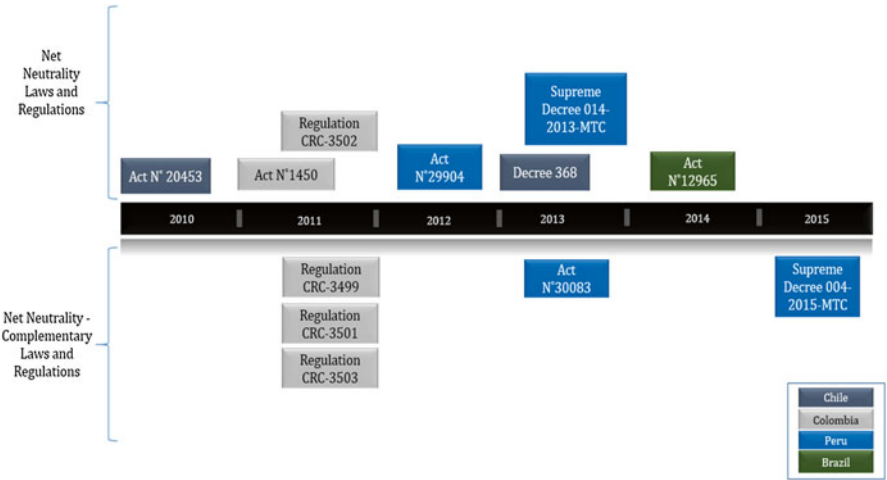 Net
Neutrality
Laws and
Regulations
Supreme
Decree 014-
2013-MTC
Regulation
CRC-3502
Act N° 20453
Act N°1450
Act
N°29904
Decree 368
Act
N°12965
2010
2011
2012
2013
2014
2015
Net Neutrality -
Complementary
Laws and
Regulations
Regulation
CRC-3499
Regulation
CRC-3501
Regulation
CRC-3503
Act
N°30083
Supreme
Decree 004-
2015-MTC
Chile
Colombia
Peru
Brazil